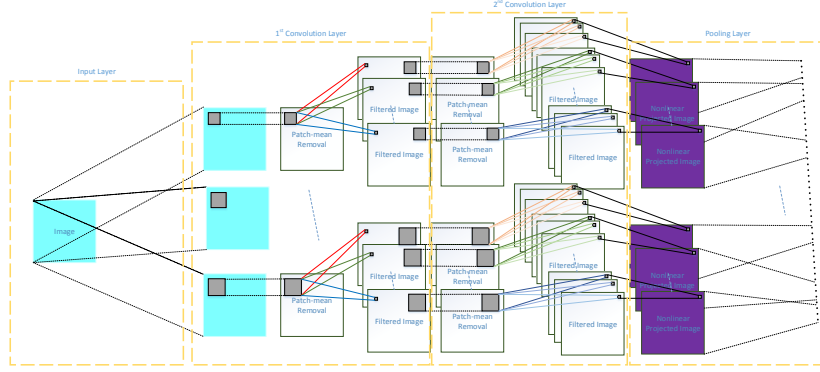 2nd Convolution Layer
1st Convolution Layer
Pooling Layer
Input Layer
Filtered Image
Patch-mean
Removal
Nonlinear
Projected Image
Patch-mean
Removal
Filtered Image
Patch-mean
Removal
Filtered Image
Filtered Image
Nonlinear
Projected Image
Image
Filtered Image
Patch-mean
Removal
Filtered Image
Nonlinear
Projected Image
Patch-mean
Removal
Filtered Image
Patch-mean
Removal
Filtered Image
Nonlinear
Projected Image